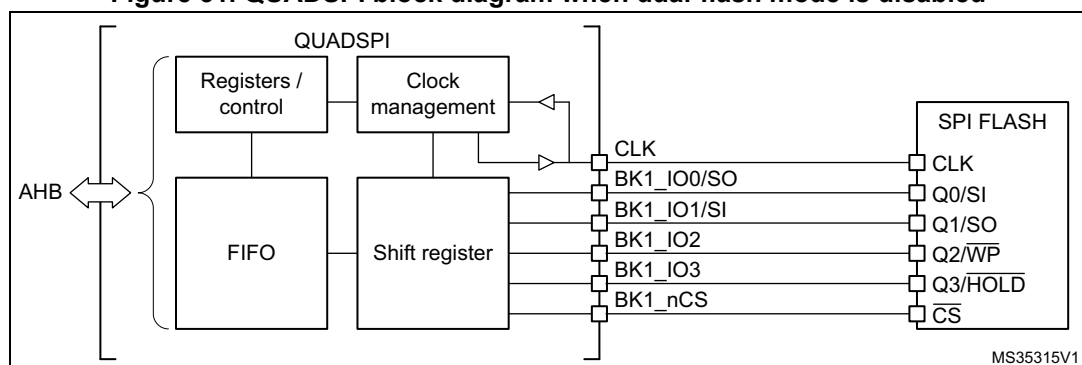 Figure 91. QUADSPI block diagram when dual-flash mode is disabled
QUADSPI
Registers /
control
Clock
management
AHB
FIFO
Shift register
CLK
BK1_IO0/SO
BK1_IO1/SI
BK1_IO2
BK1_IO3
BK1_nCS
SPI FLASH
CLK
Q0/SI
Q1/SO
Q2/WP
Q3/HOLD
CS
MS35315V1